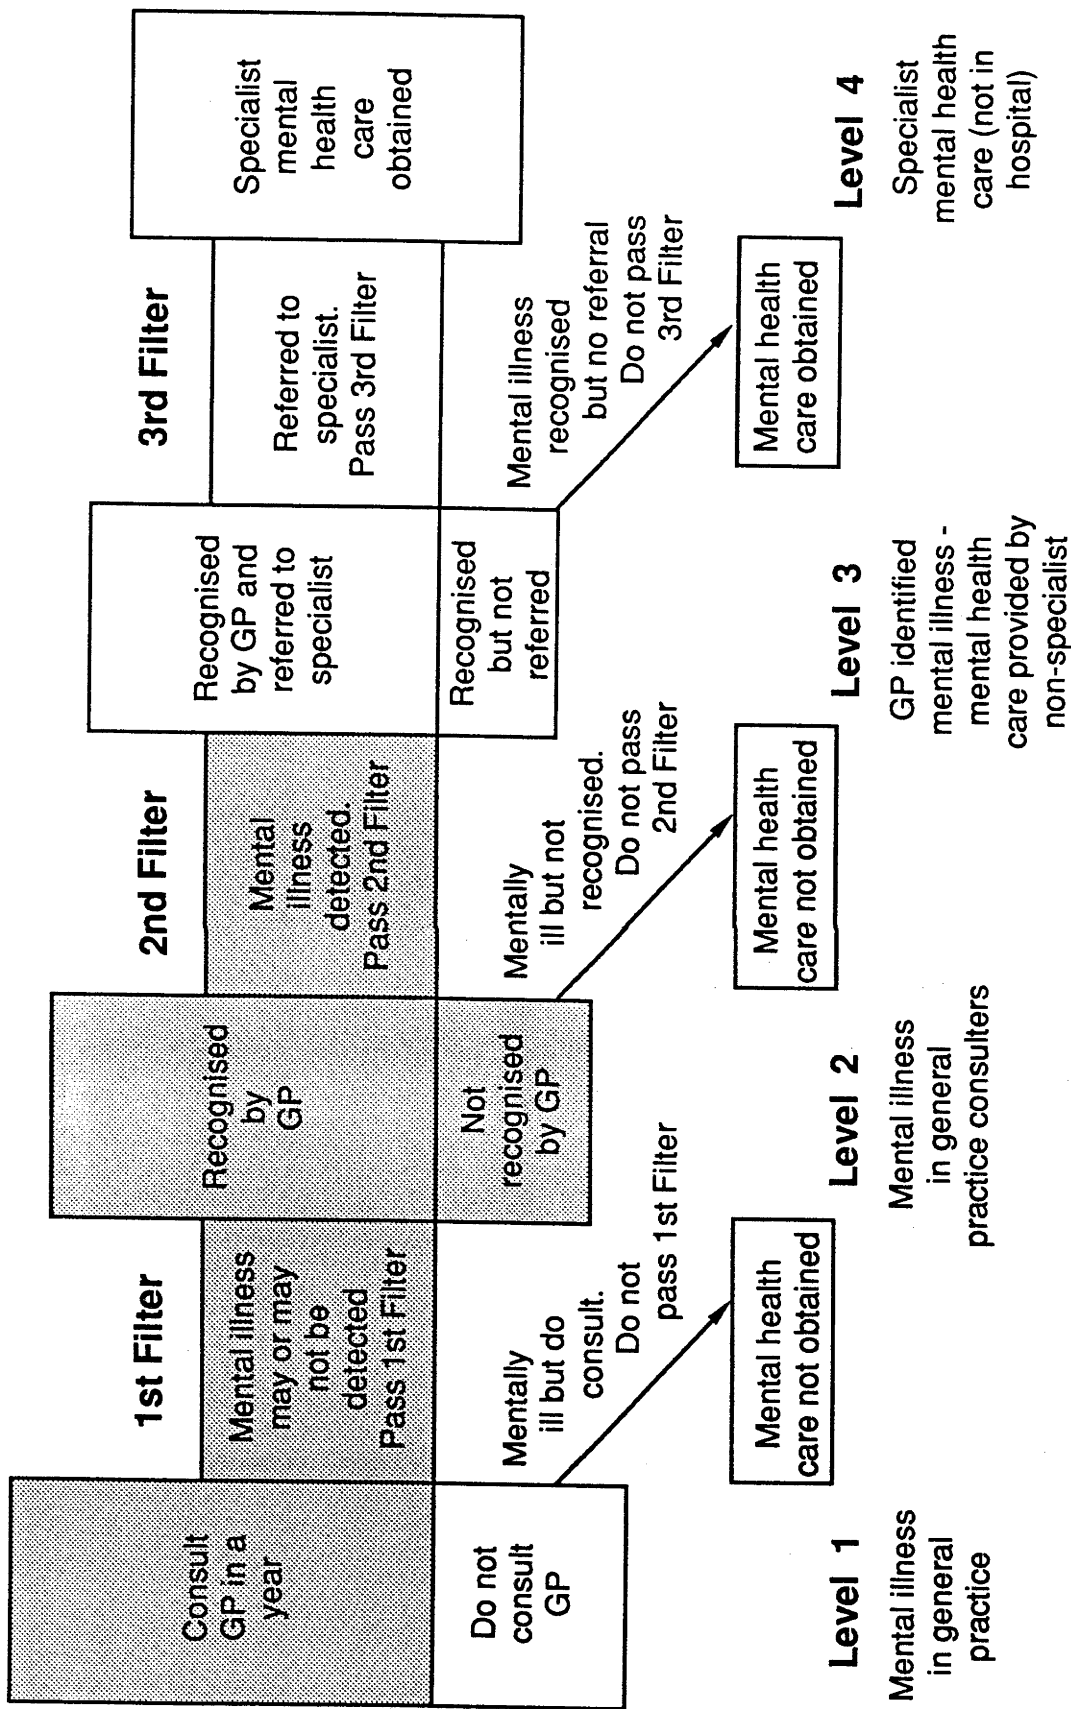 1st Filter
2nd Filter
3rd Filter
Consult
GP in a
year
Mental illness
may or may
not be
detected
Pass 1st Filter
Recognised
by
GP
Mental
illness
detected.
Pass 2nd Filter
Recognised
by GP and
referred to
specialist
Referred to
specialist.
Pass 3rd Filter
Specialist
mental
health
care
obtained
Do not
consult
GP
Mentally
ill but do
consult.
Do not
pass 1st Filter
Not
recognised
by GP
Mentally
ill but not
recognised.
Do not pass
2nd Filter
Recognised
but not
referred
Mental illness
recognised
but no referral
Do not pass
3rd Filter
Mental health
care not obtained
Mental health
care not obtained
Mental health
care obtained
Level 1
Mental illness
in general
practice
Level 2
Mental illness
in general
practice consulters
Level 3
GP identified
mental illness -
mental health
care provided by
non-specialist
Level 4
Specialist
mental health
care (not in
hospital)